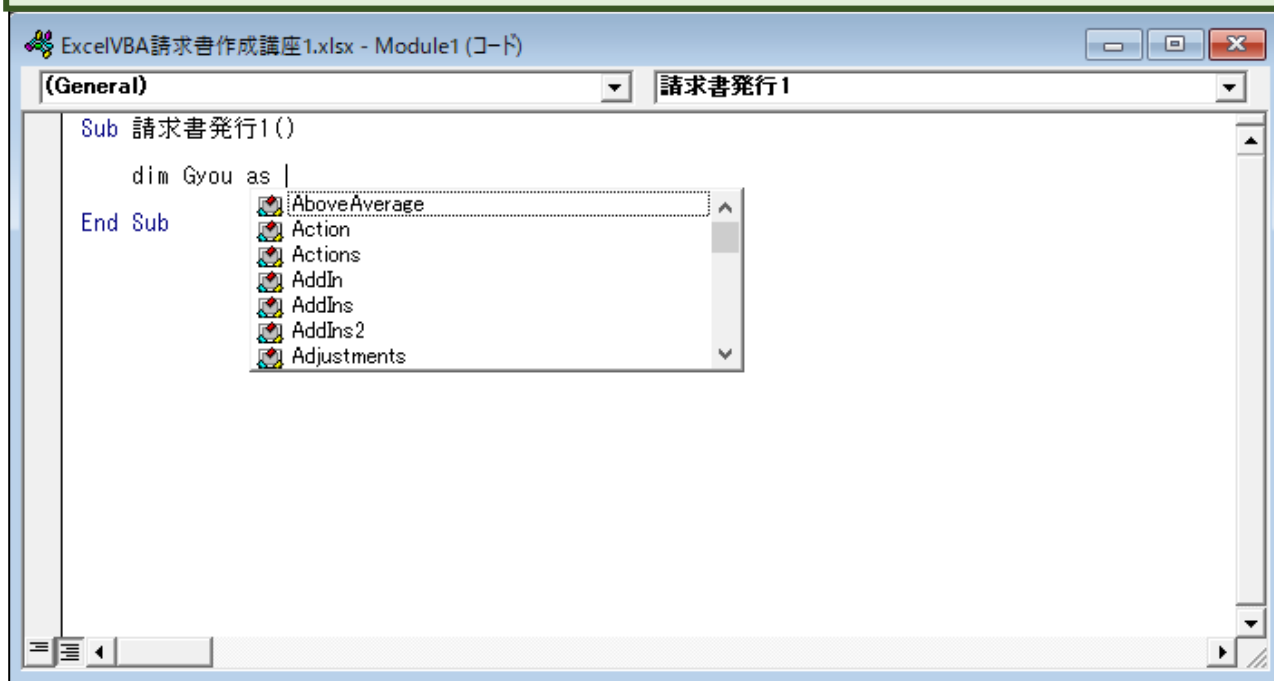 ExcelVBA請求書作成講座1.xlsx - Module1 (コード)
(General)
請求書発行1
Sub 請求書発行1()
dim Gyou as
AboveAverage
Action
Actions
AddIn
AddIns
AddIns2
Adjustments
End Sub